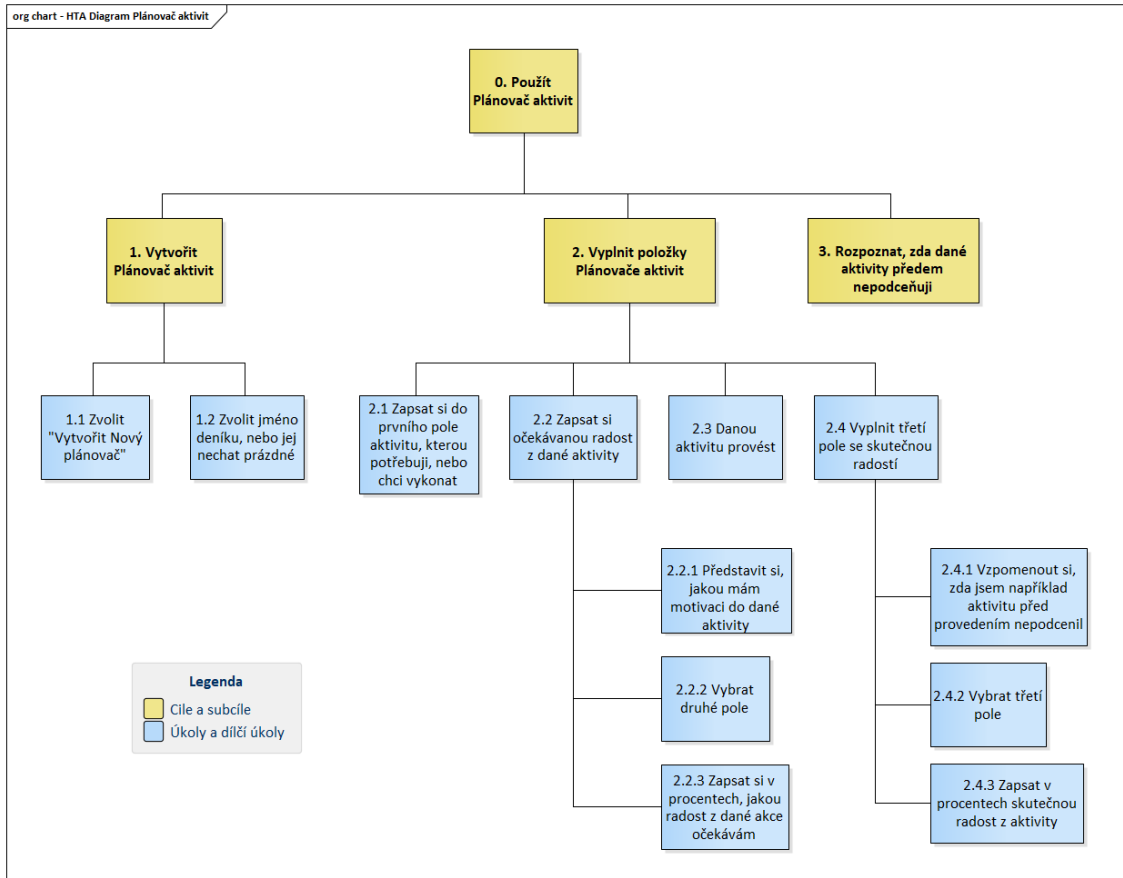 org chart - HTA Diagram Plánovač aktivit
0. Použít
Plánovač aktivit
1. Vytvořit
Plánovač aktivit
2. Vyplnit položky
Plánovače aktivit
3. Rozpoznat, zda dané
aktivity předem
nepodceňuji
1.1 Zvolit
"Vytvořit Nový
plánovač"
1.2 Zvolit jméno
deníku, nebo jej
nechat prázdné
2.1 Zapsat si do
prvního pole
aktivitu, kterou
potřebuji, nebo
chci vykonat
2.2 Zapsat si
očekávanou radost
z dané aktivity
2.3 Danou
aktivitu provést
2.4 Vyplnit třetí
pole se skutečnou
radostí
2.2.1 Představit si,
jakou mám
motivaci do dané
aktivity
2.4.1 Vzpomenout si,
zda jsem například
aktivitu před
provedením nepodcenil
2.2.2 Vybrat
druhé pole
2.4.2 Vybrat třetí
pole
2.2.3 Zapsat si v
procentech, jakou
radost z dané akce
očekávám
2.4.3 Zapsat v
procentech skutečnou
radost z aktivity
Legenda
Cile a subcíle
Úkoly a dílčí úkoly